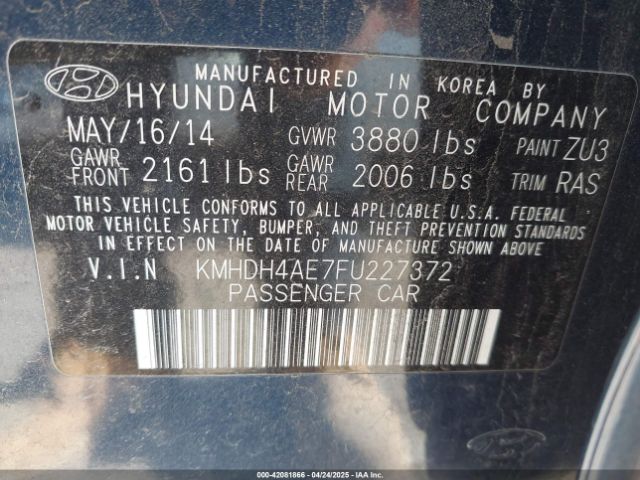 MANUFACTURED IN KOREA BY
HYUNDAI MOTOR COMPANY
MAY/16/14 GVWR 3880 lbs PAINT ZU3
GAWR FRONT 2161 lbs GAWR REAR 2006 lbs TRIM RAS
THIS VEHICLE CONFORMS TO ALL APPLICABLE U.S.A. FEDERAL
MOTOR VEHICLE SAFETY, BUMPER, AND THEFT PREVENTION STANDARDS
IN EFFECT ON THE DATE OF MANUFACTURE SHOWN ABOVE
V.I.N KMHDH4AE7FU227372
PASSENGER CAR
000-42081866 - 04/24/2025 - IAA Inc.